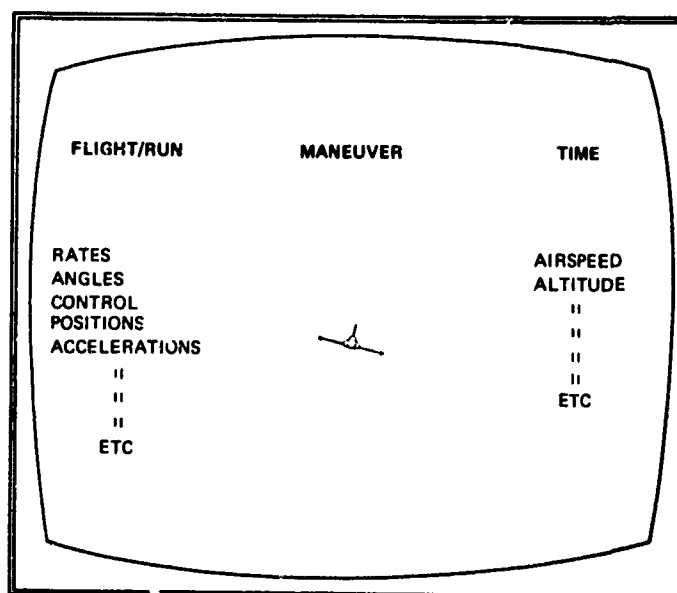 FLIGHT/RUN MANEUVER TIME
RATES
ANGLES
CONTROL
POSITIONS
ACCELERATIONS
"
"
"
ETC
AIRSPEED
ALTITUDE
"
"
"
"
ETC